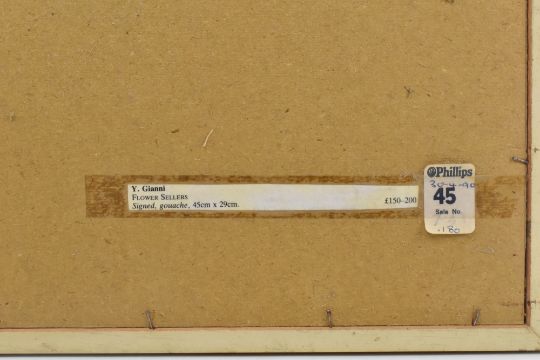 Y. Gianni
FLOWER SELLERS
Signed, gouache, 45cm x 29cm.
£150–200
Phillips
30-4-90
45
Sale No.
180